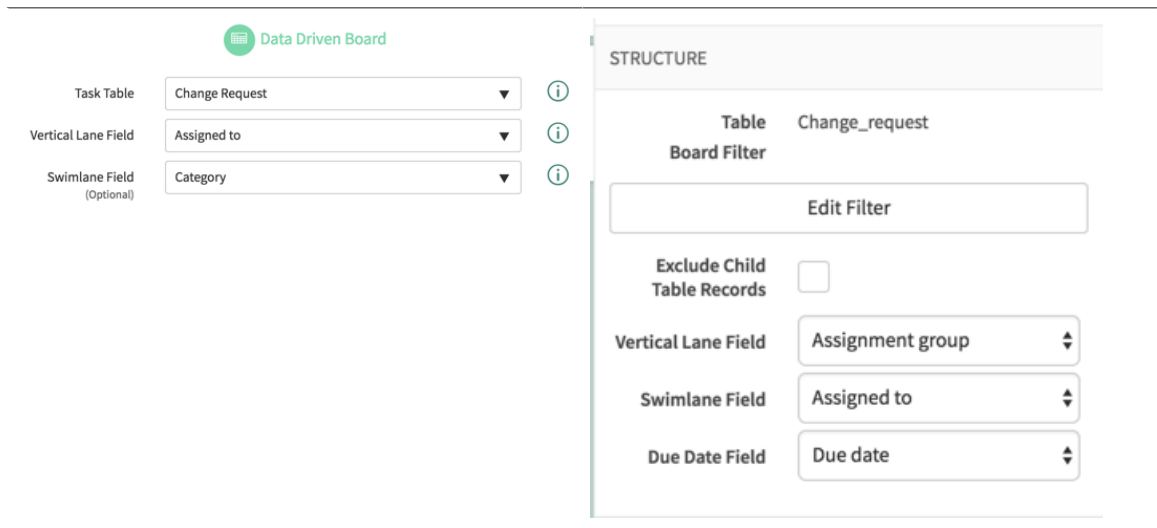 Data Driven Board
Task Table
Change Request
Vertical Lane Field
Assigned to
Swimlane Field
(Optional)
Category
STRUCTURE
Table
Change_request
Board Filter
Edit Filter
Exclude Child
Table Records
Vertical Lane Field
Assignment group
Swimlane Field
Assigned to
Due Date Field
Due date